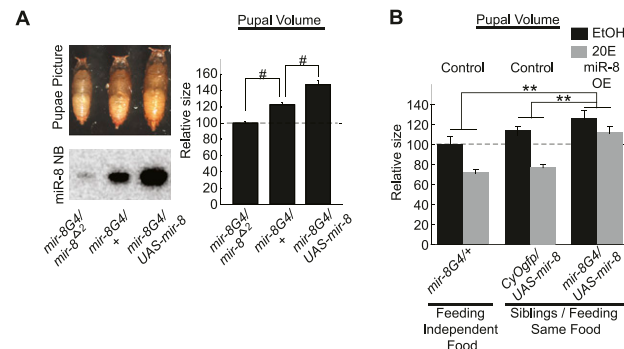 A
Pupae Picture
miR-8 NB
mir-8G4/
mir-8Δ2
mir-8G4/
+
mir-8G4/
UAS-mir-8
Pupal Volume
Relative size
160
140
120
100
80
60
40
20
0
#
#
mir-8G4/
mir-8Δ2
mir-8G4/
+
mir-8G4/
UAS-mir-8
B
Pupal Volume
EtOH
20E
Control
Control
miR-8
OE
**
**
Relative size
140
120
100
80
60
40
20
0
mir-8G4/+
CyOgfp/
UAS-mir-8
mir-8G4/
UAS-mir-8
Feeding
Independent
Food
Siblings / Feeding
Same Food